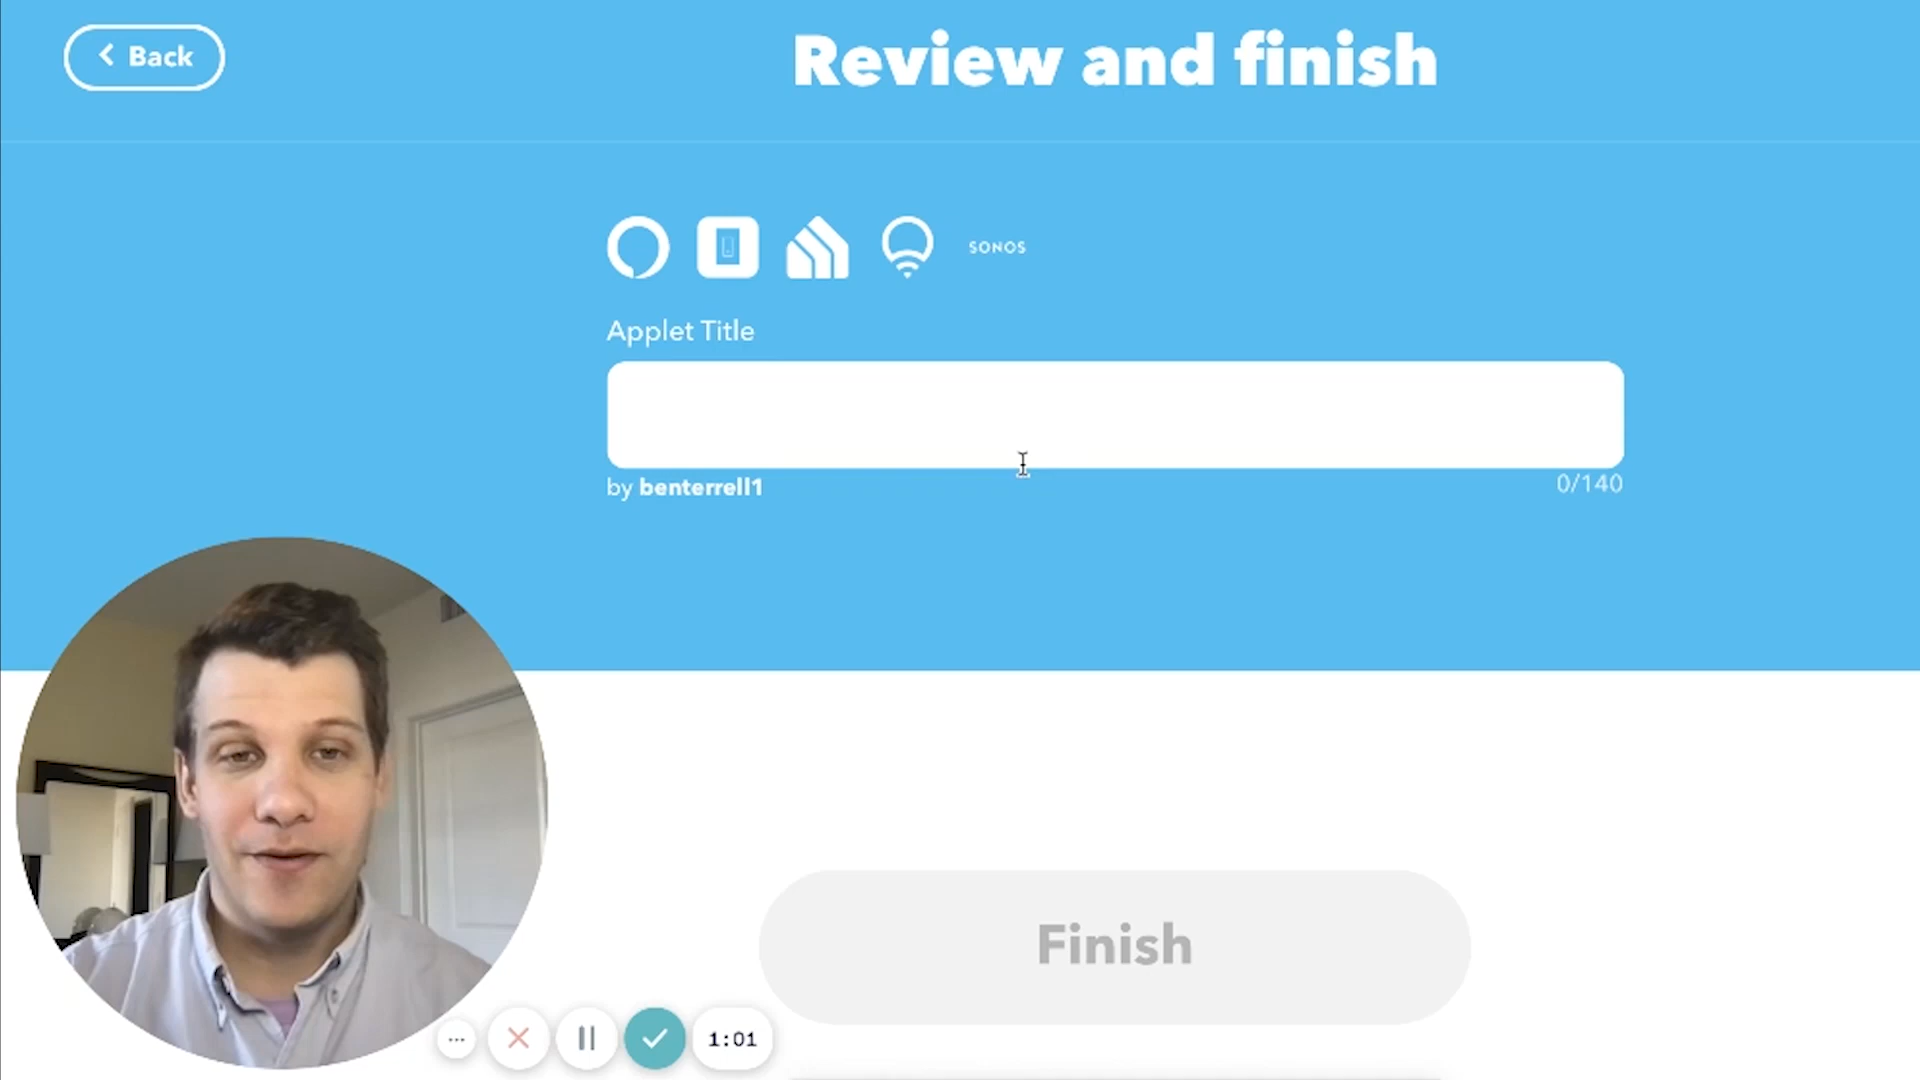 Back
Review and finish
SONOS
Applet Title
by benterrell1
0/140
Finish
1:01